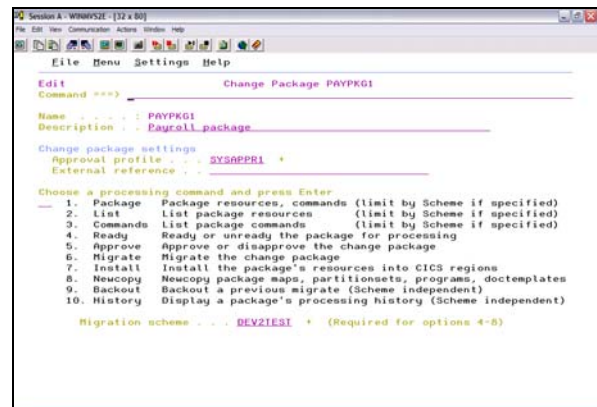 Session A - WINMVS2E - [32 x 80]
File Edit View Communication Actions Window Help
File Menu Settings Help
Edit Change Package PAYPKG1
Command ===>
Name . . . . : PAYPKG1
Description . . Payroll package
Change package settings
Approval profile . . . SYSAPPR1 +
External reference . .
Choose a processing command and press Enter
1. Package Package resources, commands (limit by Scheme if specified)
2. List List package resources (limit by Scheme if specified)
3. Commands List package commands (limit by Scheme if specified)
4. Ready Ready or unready the package for processing
5. Approve Approve or disapprove the change package
6. Migrate Migrate the change package
7. Install Install the package's resources into CICS regions
8. Newcopy Newcopy package maps, partitionsets, programs, doctemplates
9. Backout Backout a previous migrate (Scheme independent)
10. History Display a package's processing history (Scheme independent)
Migration scheme . . . DEV2TEST + (Required for options 4-8)